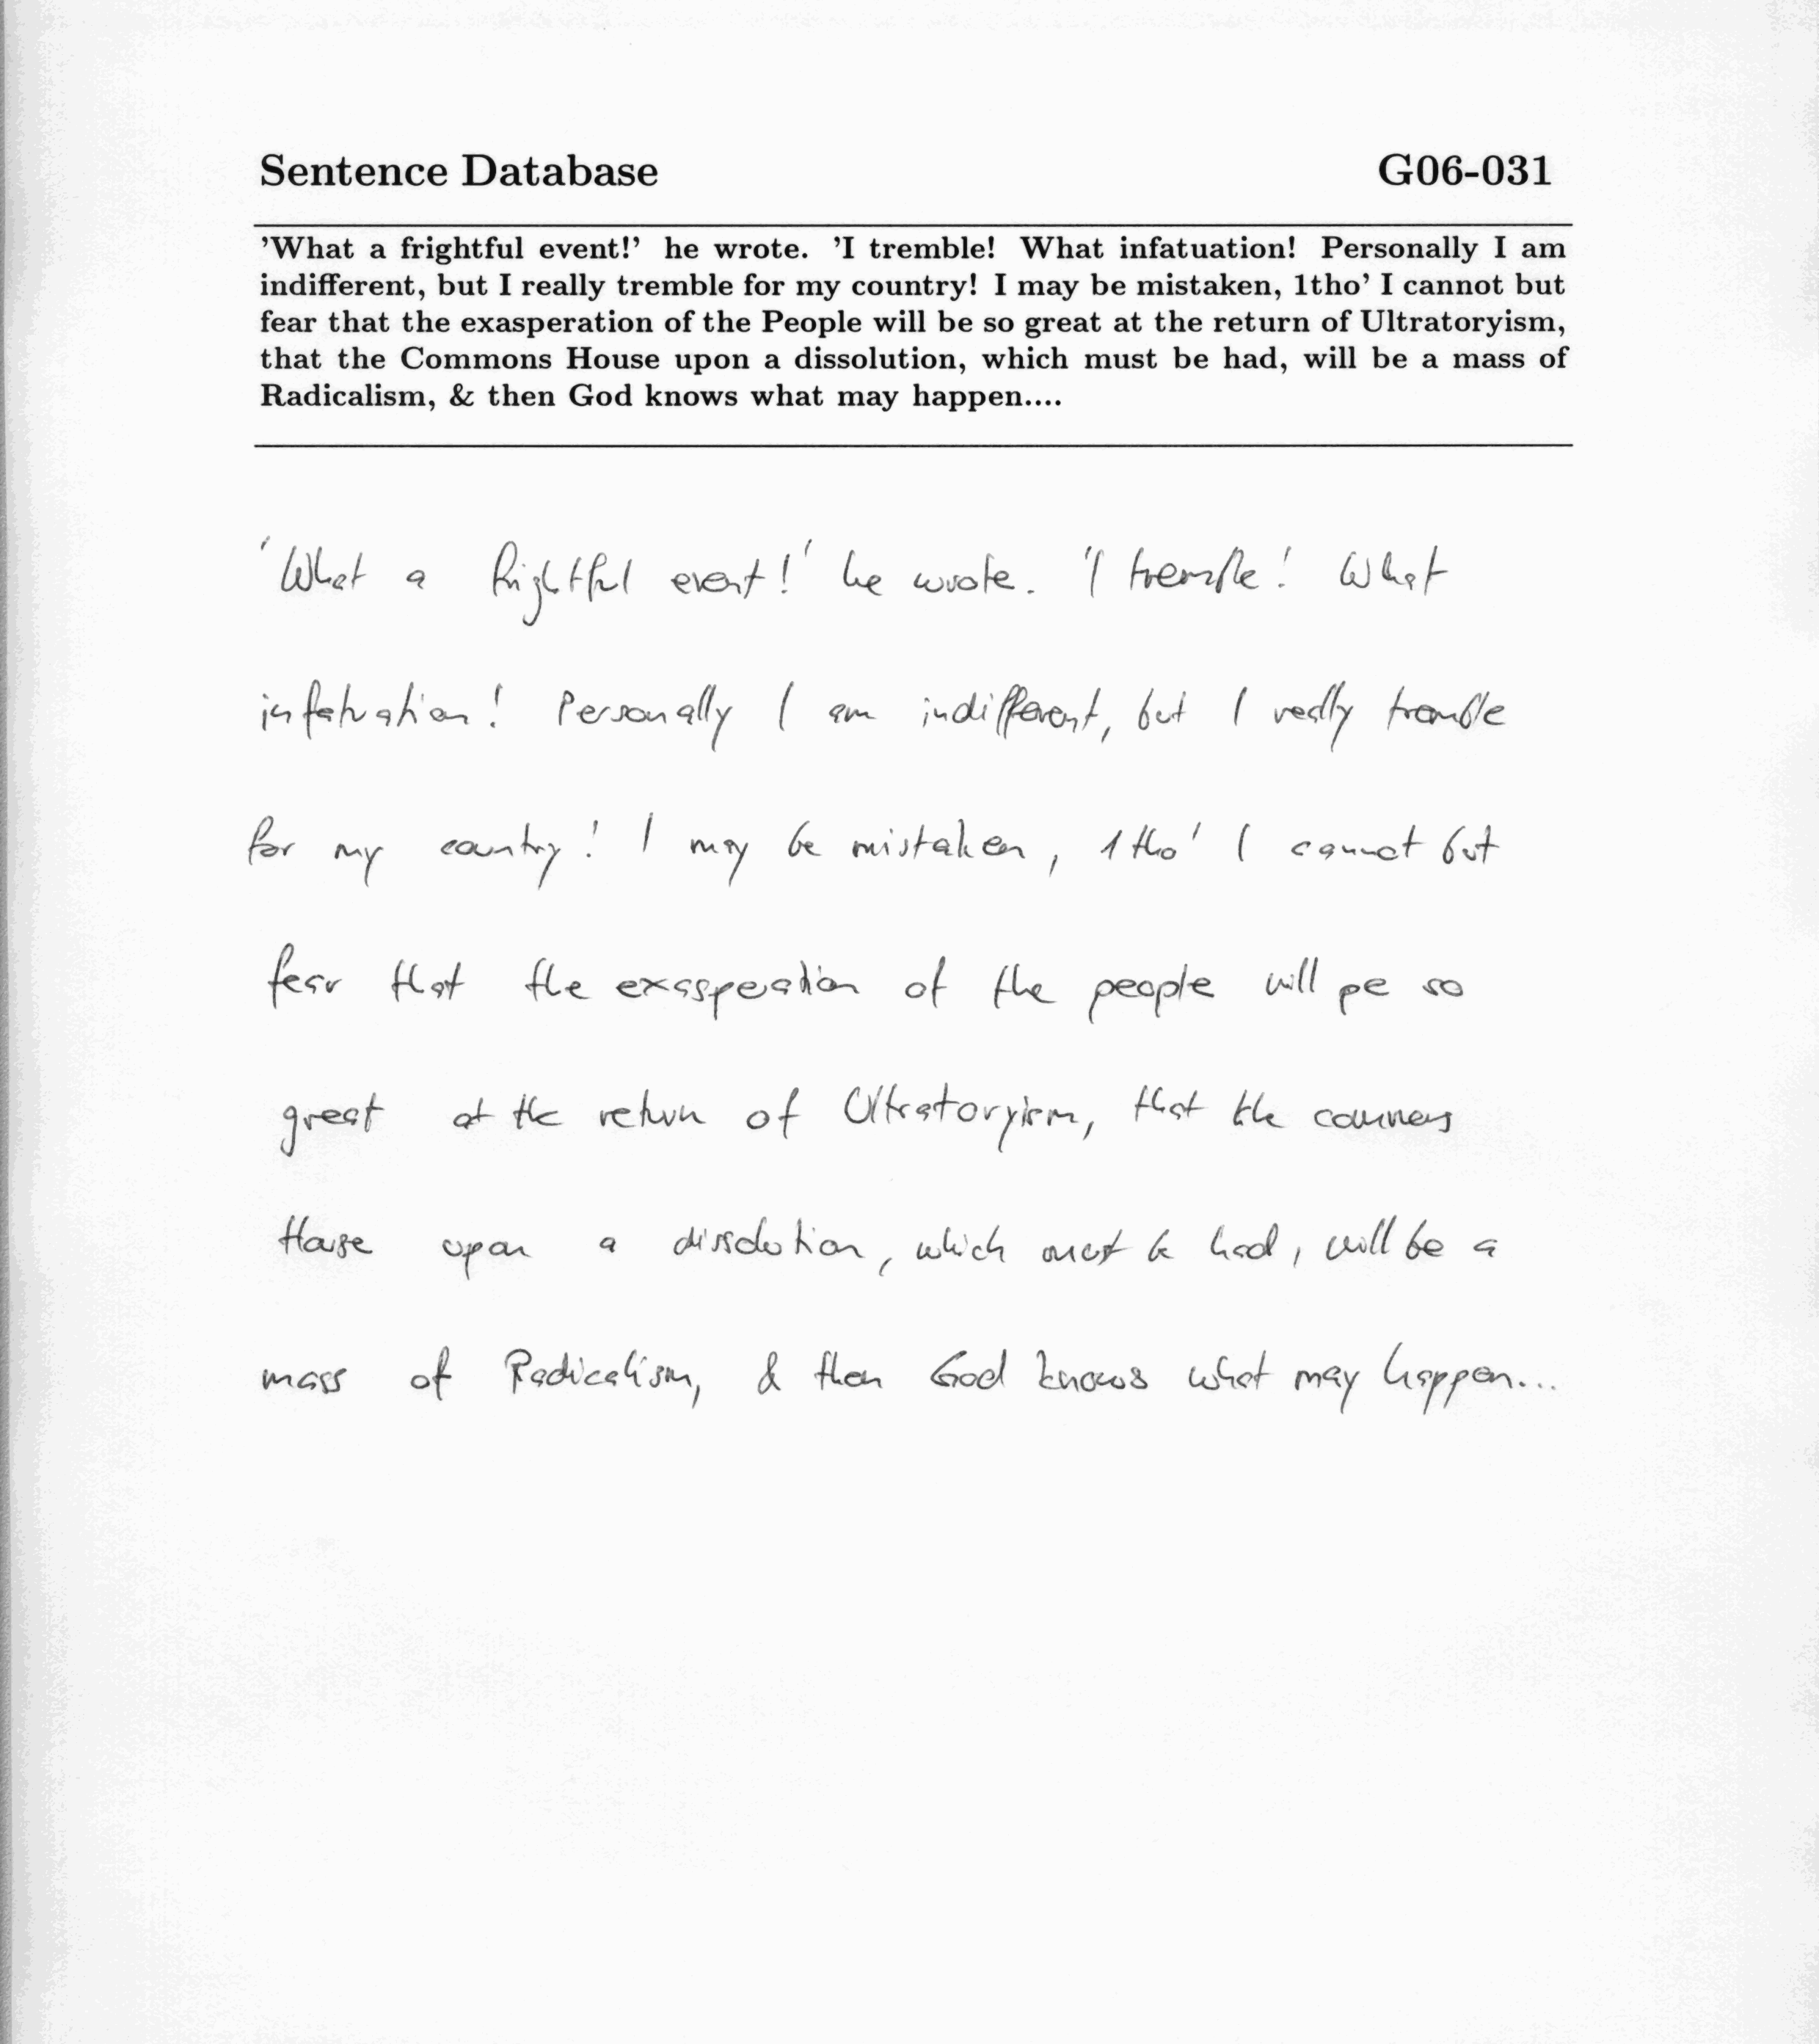 Sentence Database G06-031
’What a frightful event!’ he wrote. ’I tremble! What infatuation! Personally I am
indifferent, but I really tremble for my country! I may be mistaken, 1tho’ I cannot but
fear that the exasperation of the People will be so great at the return of Ultratoryism,
that the Commons House upon a dissolution, which must be had, will be a mass of
Radicalism, & then God knows what may happen....
'What a frightful event!' he wrote. 'I tremble! What
infatuation! Personally I am indifferent, but I really tremble
for my country! I may be mistaken, 1tho' I cannot but
fear that the exasperation of the people will pe so
great at the return of Ultratoryism, that the commons
House upon a dissolution, which must be had, will be a
mass of Radicalism, & then God knows what may happen...